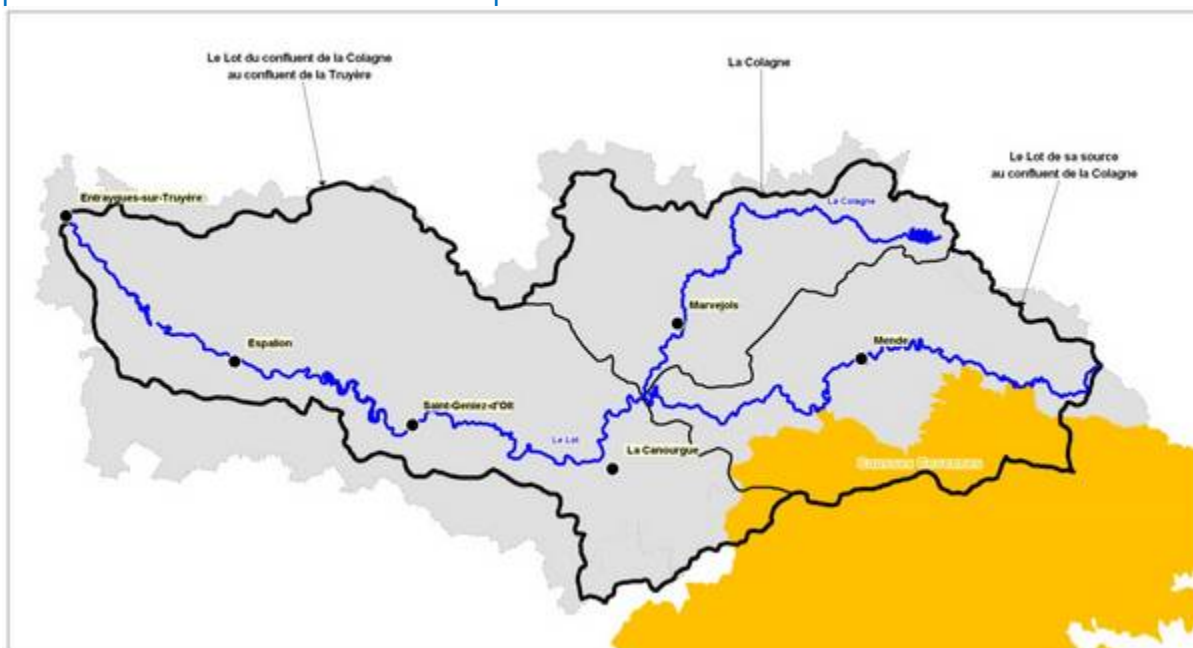 Le Lot du confluent de la Colagne
au confluent de la Truyère
La Colagne
Le Lot de sa source
au confluent de la Colagne
Entraygues-sur-Truyère
La Colagne
Marvejols
Espalion
Mende
Saint-Geniez-d'Olt
Le Lot
La Canourgue
Causses Cévennes